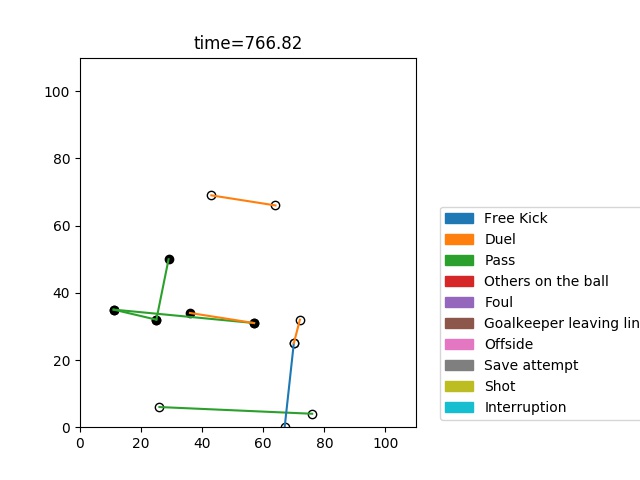 time=766.82
100
80
60
40
20
0
0 20 40 60 80 100
Free Kick
Duel
Pass
Others on the ball
Foul
Goalkeeper leaving lin
Offside
Save attempt
Shot
Interruption